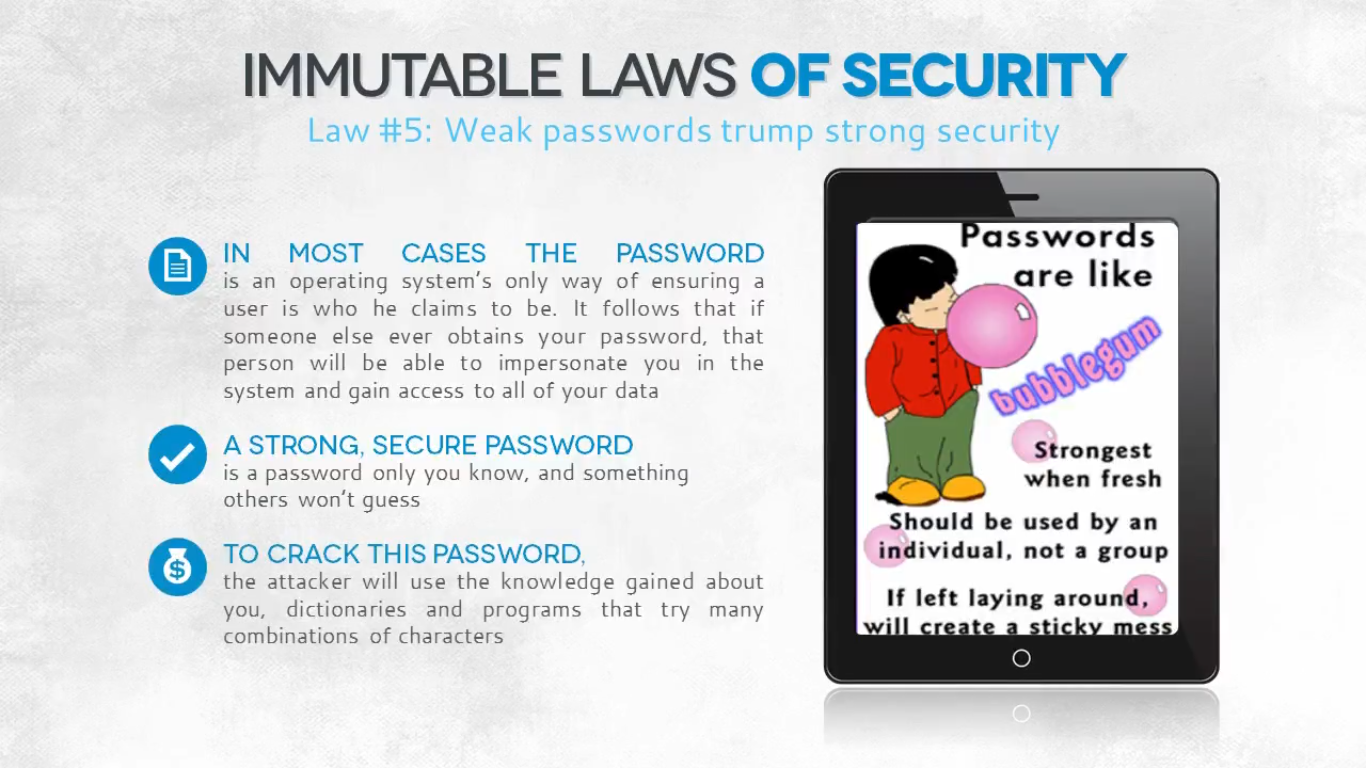 IMMUTABLE LAWS OF SECURITY
Law #5: Weak passwords trump strong security
IN MOST CASES THE PASSWORD
is an operating system's only way of ensuring a
user is who he claims to be. It follows that if
someone else ever obtains your password, that
person will be able to impersonate you in the
system and gain access to all of your data
A STRONG, SECURE PASSWORD
is a password only you know, and something
others won't guess
TO CRACK THIS PASSWORD,
the attacker will use the knowledge gained about
you, dictionaries and programs that try many
combinations of characters
$
Passwords
are like
bubblegum
Strongest
when fresh
Should be used by an
individual, not a group
If left laying around,
will create a sticky mess